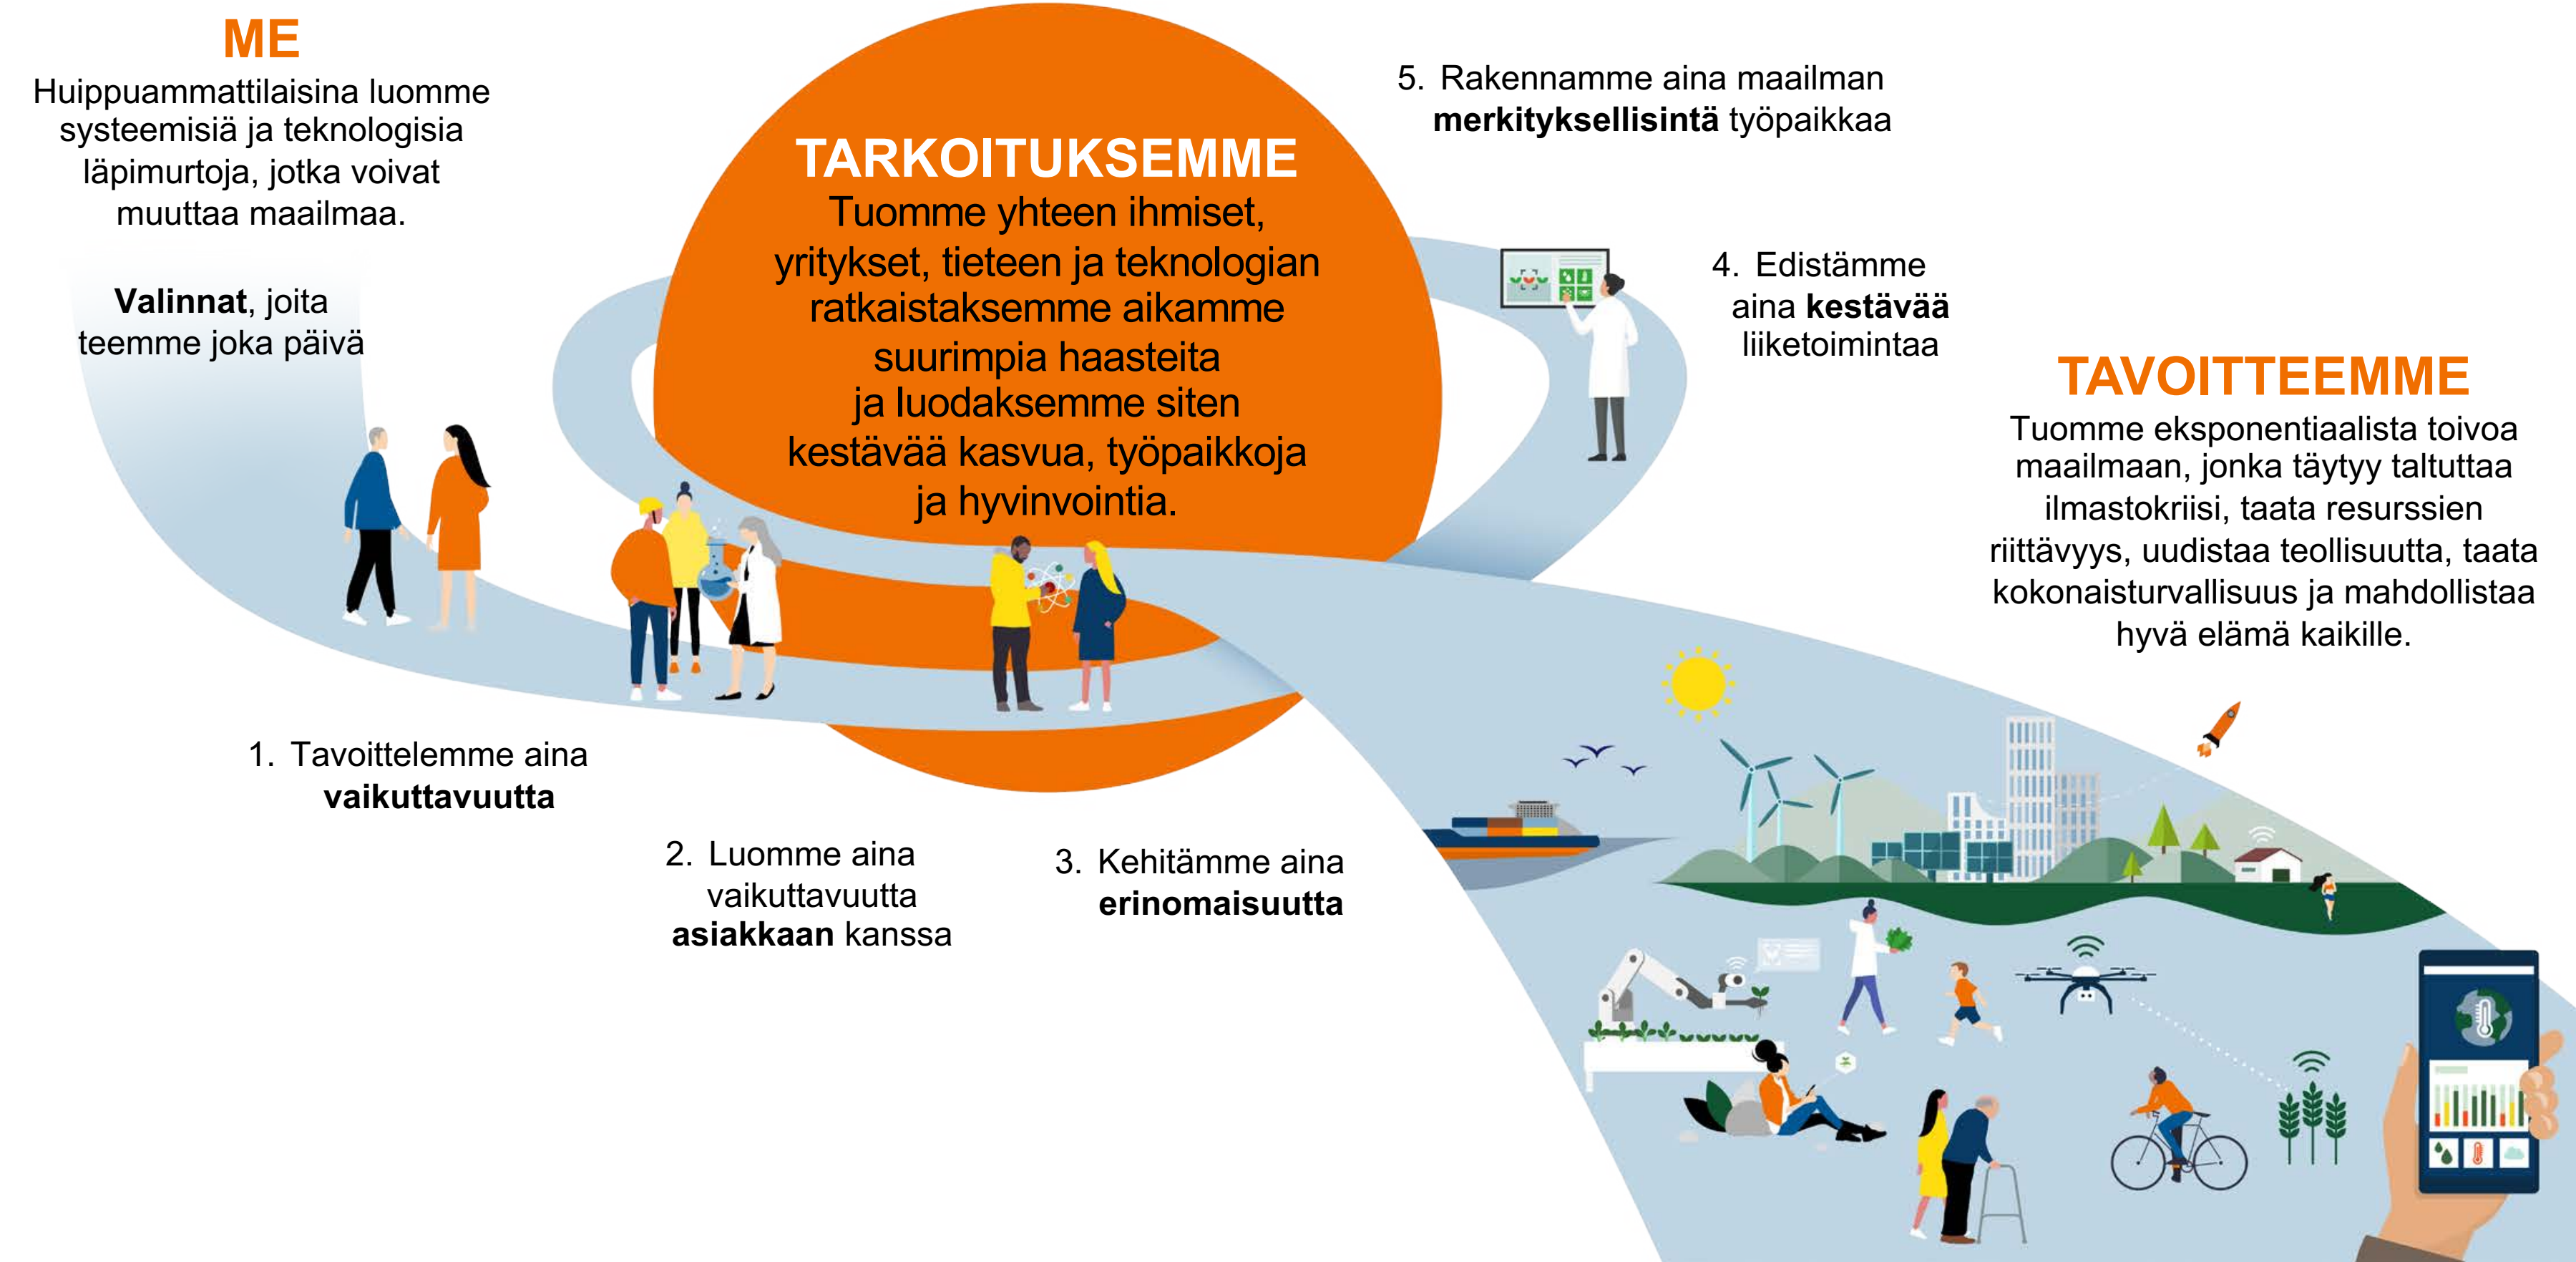 ME
Huippuammattilaisina luomme
systeemisiä ja teknologisia
läpimurtoja, jotka voivat
muuttaa maailmaa.
Valinnat, joita
teemme joka päivä
TARKOITUKSEMME
Tuomme yhteen ihmiset,
yritykset, tieteen ja teknologian
ratkaistaksemme aikamme
suurimpia haasteita
ja luodaksemme siten
kestävää kasvua, työpaikkoja
ja hyvinvointia.
1. Tavoittelemme aina
vaikuttavuutta
2. Luomme aina
vaikuttavuutta
asiakkaan kanssa
3. Kehitämme aina
erinomaisuutta
4. Edistämme
aina kestävää
liiketoimintaa
5. Rakennamme aina maailman
merkityksellisintä työpaikkaa
TAVOITTEEMME
Tuomme eksponentiaalista toivoa
maailmaan, jonka täytyy taltuttaa
ilmastokriisi, taata resurssien
riittävyys, uudistaa teollisuutta, taata
kokonaisturvallisuus ja mahdollistaa
hyvä elämä kaikille.